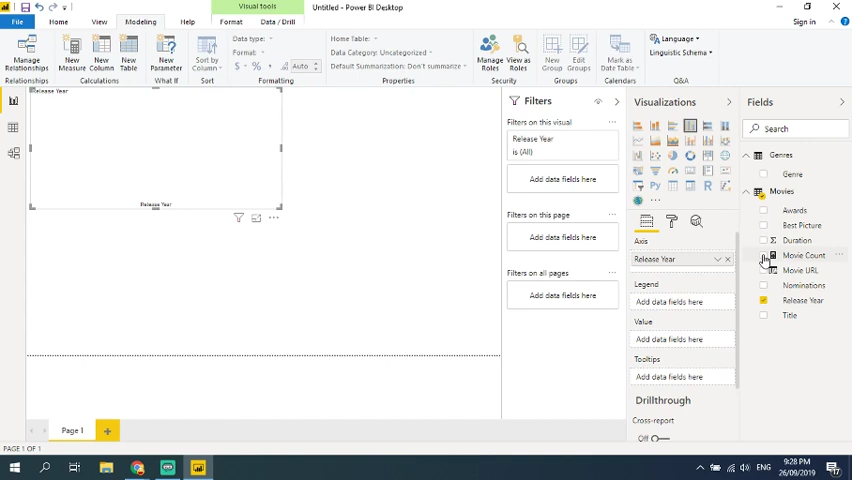 Visual tools
Untitled - Power BI Desktop
File
Home
View
Modeling
Help
Format
Data / Drill
Sign in
Manage
Relationships
New
Measure
New
Column
New
Table
New
Parameter
Sort by
Column
Data type:
Format:
$ %
Auto
Home Table:
Data Category: Uncategorized
Default Summarization: Don't summarize
Manage
Roles
View as
Roles
New
Group
Edit
Groups
Mark as
Date Table
Language
Linguistic Schema
Relationships
Calculations
What If
Sort
Formatting
Properties
Security
Groups
Calendars
Q&A
Release Year
Release Year
Filters
Filters on this visual
Release Year
is (All)
Add data fields here
Filters on this page
Add data fields here
Filters on all pages
Add data fields here
Visualizations
Axis
Release Year
Legend
Add data fields here
Value
Add data fields here
Tooltips
Add data fields here
Drillthrough
Cross-report
Off
Fields
Search
Genres
Genre
Movies
Awards
Best Picture
Duration
Movie Count
Movie URL
Nominations
Release Year
Title
Page 1
PAGE 1 OF 1
ENG
9:28 PM
26/09/2019
17